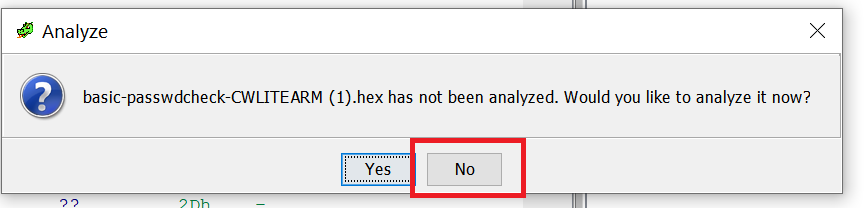 Analyze
basic-passwdcheck-CWLITEARM (1).hex has not been analyzed. Would you like to analyze it now?
Yes No
?? 2Dh -